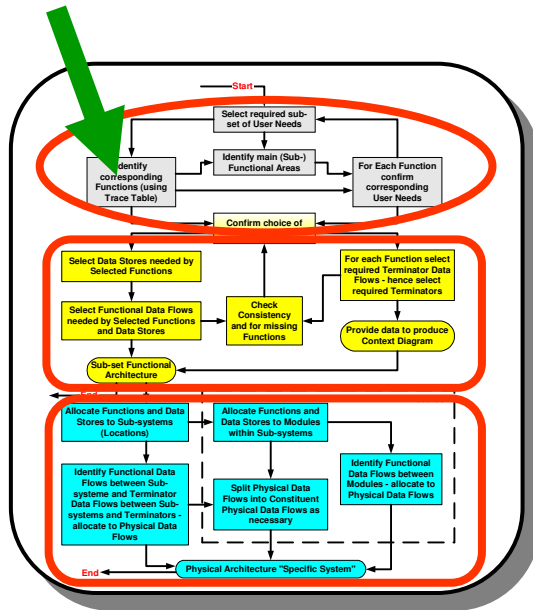 Start
Select required sub-
set of User Needs
Identify main (Sub-)
Functional Areas
Identify
corresponding
Functions (using
Trace Table)
For Each Function
confirm
corresponding
User Needs
Confirm choice of
Select Data Stores needed by
Selected Functions
For each Function select
required Terminator Data
Flows - hence select
required Terminators
Select Functional Data Flows
needed by Selected Functions
and Data Stores
Check
Consistency
and for missing
Functions
Provide data to produce
Context Diagram
Sub-set Functional
Architecture
End
Allocate Functions and Data
Stores to Sub-systems
(Locations)
Allocate Functions and
Data Stores to Modules
within Sub-systems
Identify Functional Data
Flows between Sub-
systeme and Terminator
Data Flows between Sub-
systems and Terminators -
allocate to Physical Data
Flows
Split Physical Data
Flows into Constituent
Physical Data Flows as
necessary
Identify Functional
Data Flows between
Modules - allocate to
Physical Data Flows
Physical Architecture "Specific System"
End